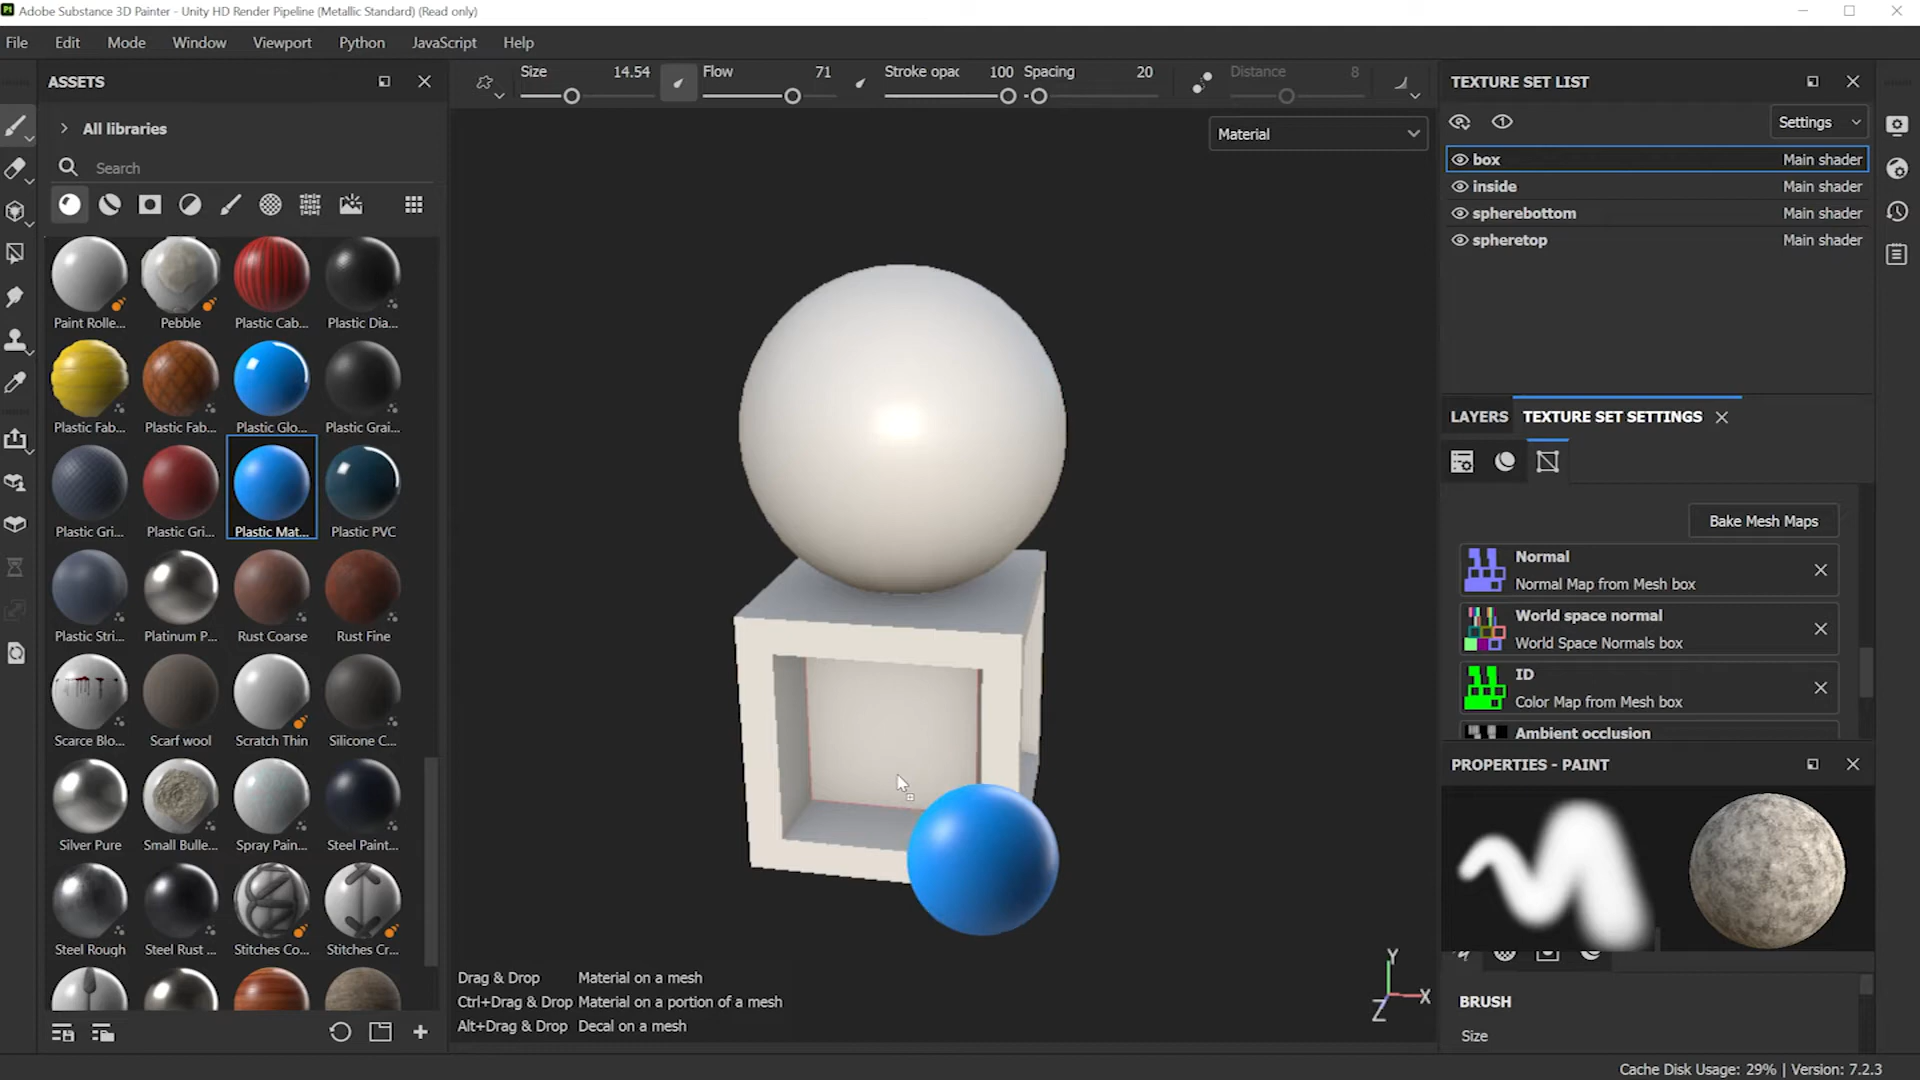 Adobe Substance 3D Painter - Unity HD Render Pipeline (Metallic Standard) (Read only)
File Edit Mode Window Viewport Python JavaScript Help
ASSETS
Size 14.54 Flow 71 Stroke opac 100 Spacing 20 Distance 8
TEXTURE SET LIST
All libraries
Material
Settings
Search
box Main shader
inside Main shader
spherebottom Main shader
spheretop Main shader
Paint Rolle... Pebble Plastic Cab... Plastic Dia...
Plastic Fab... Plastic Fab... Plastic Glo... Plastic Grai...
Plastic Gri... Plastic Gri... Plastic Mat... Plastic PVC
Plastic Stri... Platinum P... Rust Coarse Rust Fine
Scarce Blo... Scarf wool Scratch Thin Silicone C...
Silver Pure Small Bulle... Spray Pain... Steel Paint...
Steel Rough Steel Rust ... Stitches Co... Stitches Cr...
LAYERS TEXTURE SET SETTINGS
Bake Mesh Maps
Normal
Normal Map from Mesh box
World space normal
World Space Normals box
ID
Color Map from Mesh box
Ambient occlusion
PROPERTIES - PAINT
Drag & Drop Material on a mesh
Ctrl+Drag & Drop Material on a portion of a mesh
Alt+Drag & Drop Decal on a mesh
Y
X
Z
BRUSH
Size
Cache Disk Usage: 29% | Version: 7.2.3